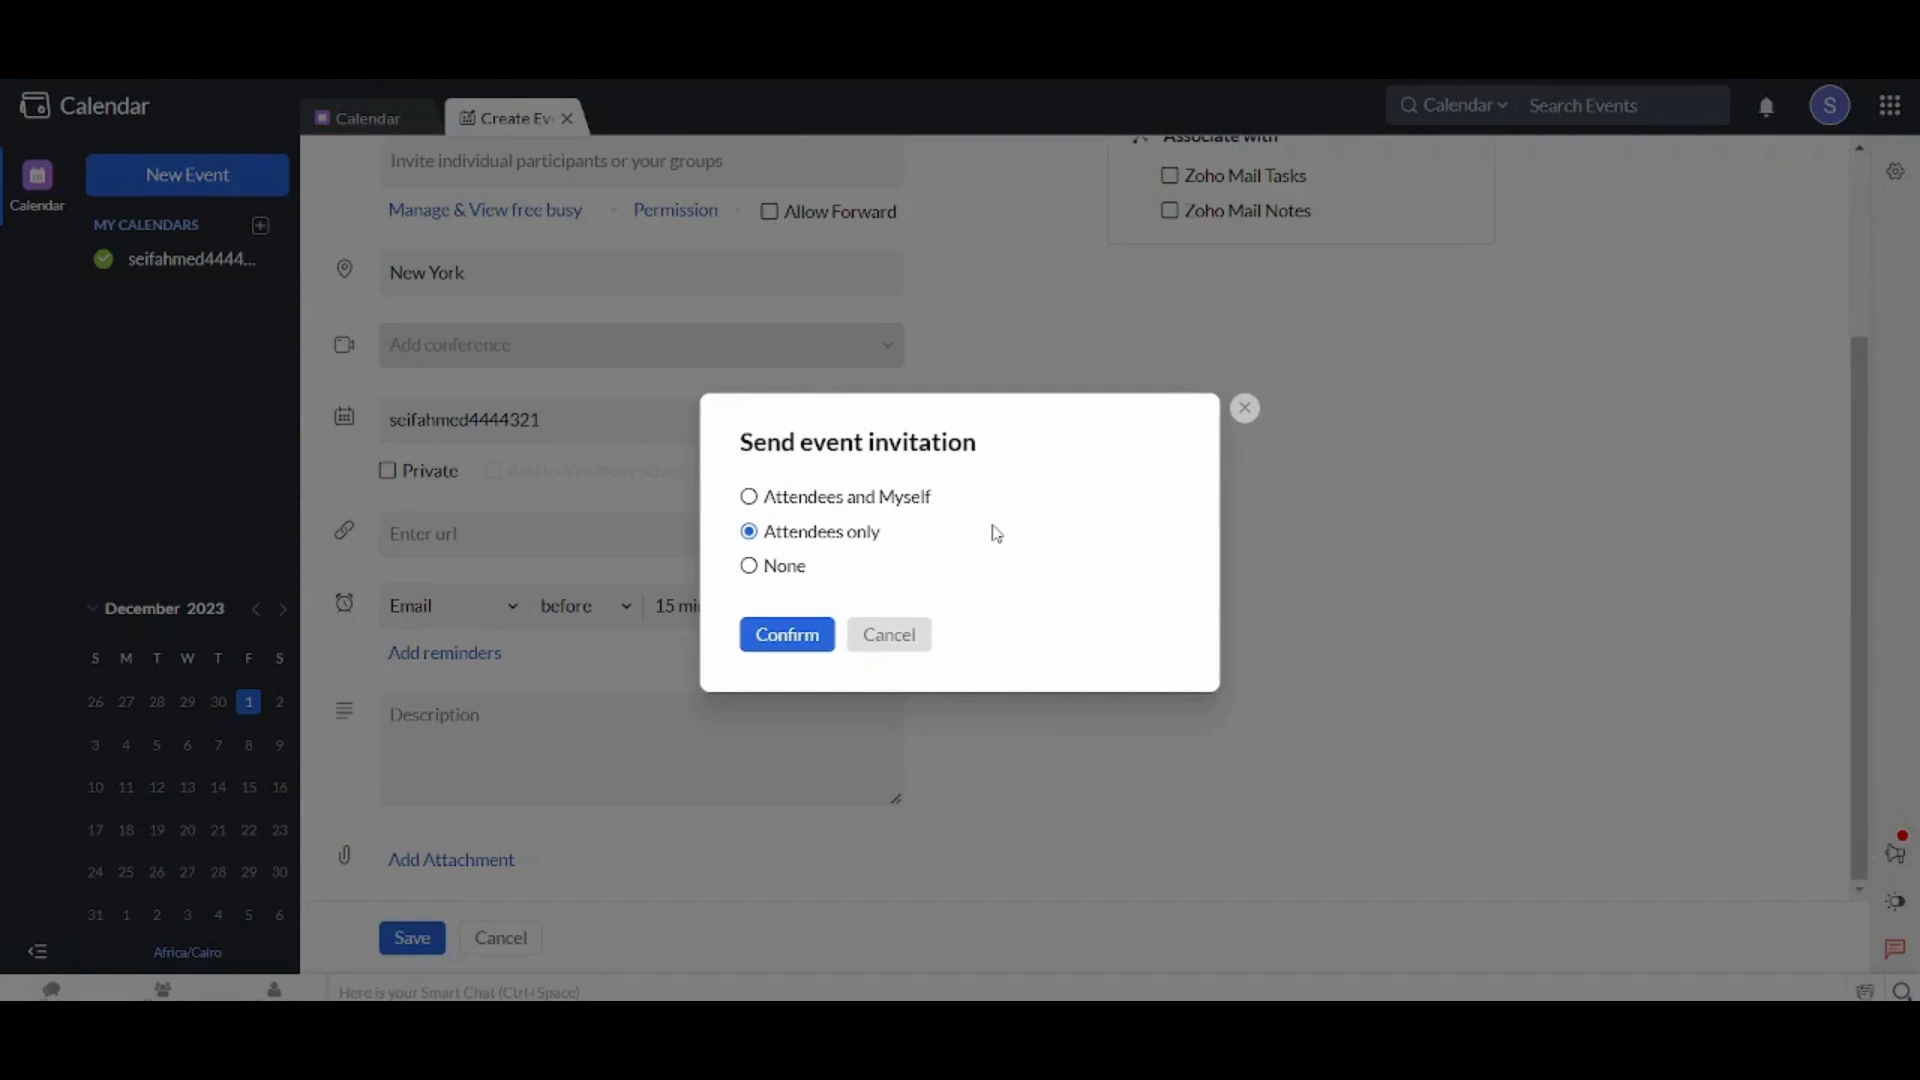 Calendar
Calendar
Create Ev
Calendar
Search Events
S
Calendar
New Event
MY CALENDARS
seifahmed4444...
Invite individual participants or your groups
Manage & View free busy
Permission
Allow Forward
Associate with
Zoho Mail Tasks
Zoho Mail Notes
New York
Add conference
seifahmed4444321
Private
Enter url
Email
before
15 mi
Add reminders
Description
Add Attachment
Save
Cancel
Send event invitation
Attendees and Myself
Attendees only
None
Confirm
Cancel
December 2023
S M T W T F S
26 27 28 29 30 1 2
3 4 5 6 7 8 9
10 11 12 13 14 15 16
17 18 19 20 21 22 23
24 25 26 27 28 29 30
31 1 2 3 4 5 6
Africa/Cairo
Here is your Smart Chat (Ctrl+Space)